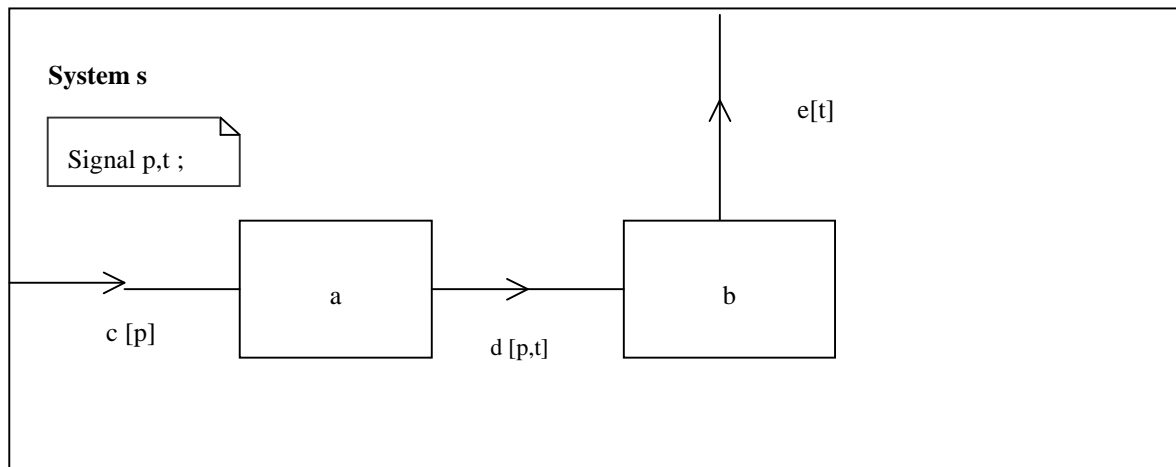 System s
e[t]
Signal p,t ;
a
b
c [p]
d [p,t]